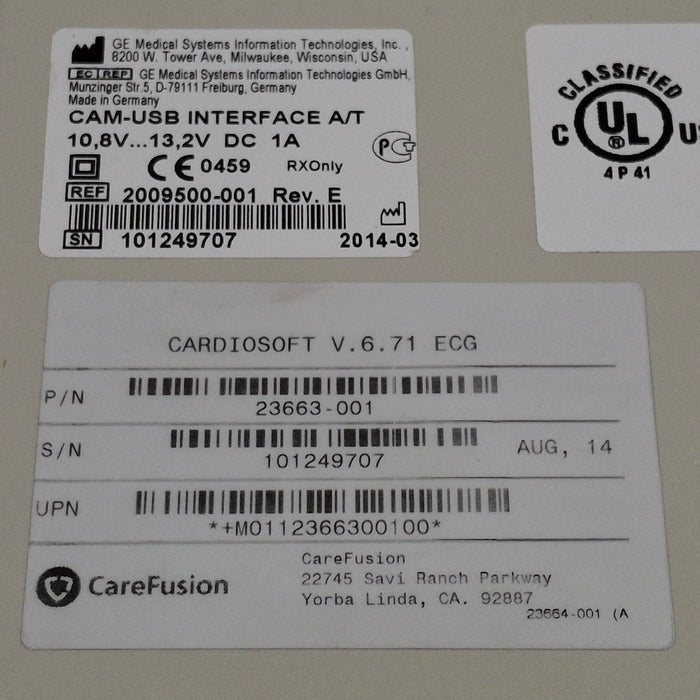 GE Medical Systems Information Technologies, Inc.,
8200 W. Tower Ave, Milwaukee, Wisconsin, USA
EC REP GE Medical Systems Information Technologies GmbH,
Munzinger Str.5, D-79111 Freiburg, Germany
Made in Germany
CAM-USB INTERFACE A/T
10,8V...13,2V DC 1A
CE 0459 RXOnly
REF 2009500-001 Rev. E
SN 101249707 2014-03
CLASSIFIED
C UL® US
4P41
CARDIOSOFT V.6.71 ECG
P/N
23663-001
S/N
101249707
AUG, 14
UPN
*+M0112366300100*
CareFusion
CareFusion
22745 Savi Ranch Parkway
Yorba Linda, CA. 92887
23664-001 (A